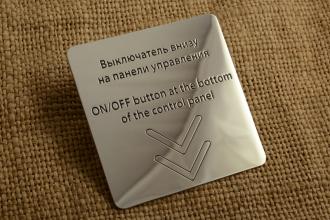 Выключатель внизу
на панели управления
ON/OFF button at the bottom
of the control panel